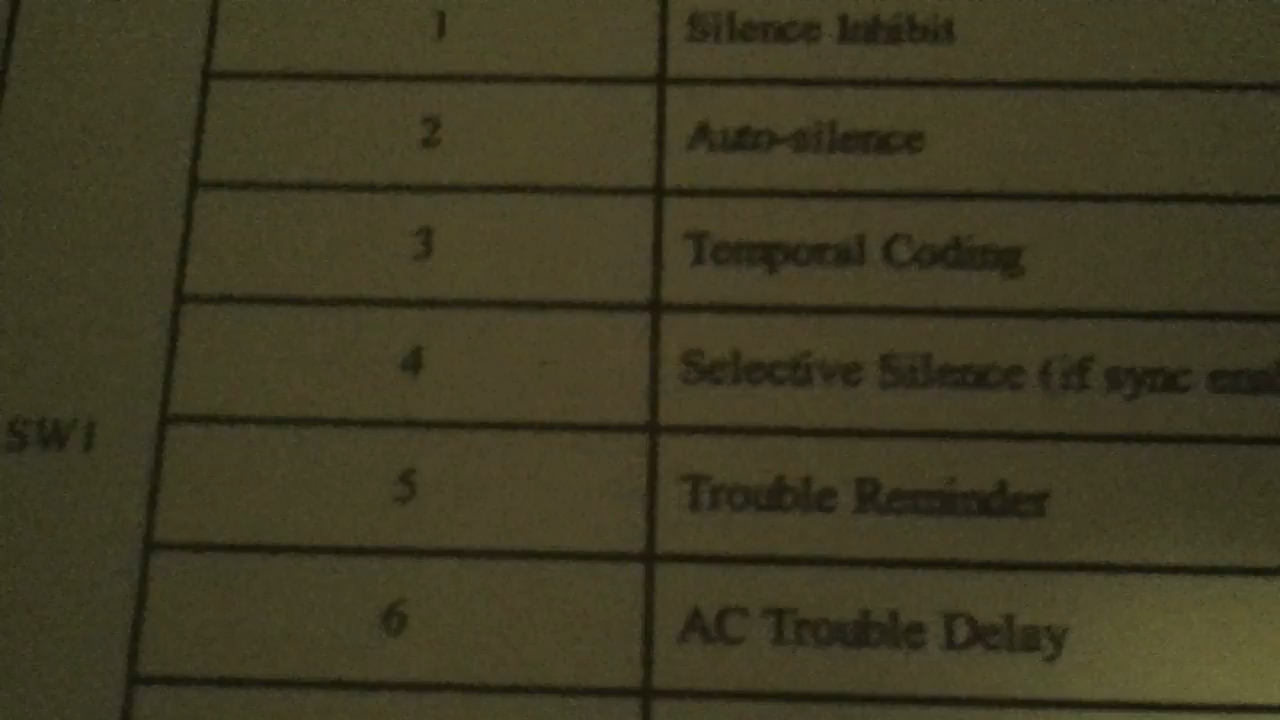 1 Silence Inhibit
2 Auto-silence
3 Temporal Coding
4 Selective Silence (if sync
SW1
5 Trouble Reminder
6 AC Trouble Delay